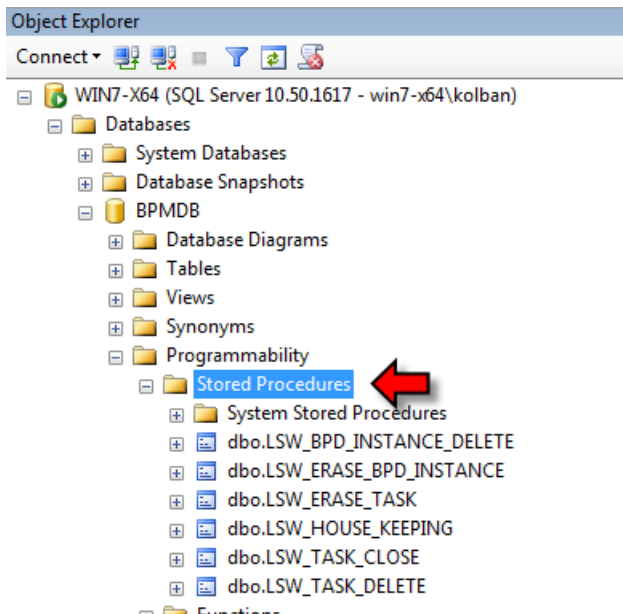 Object Explorer
Connect
WIN7-X64 (SQL Server 10.50.1617 - win7-x64\kolban)
Databases
System Databases
Database Snapshots
BPMDB
Database Diagrams
Tables
Views
Synonyms
Programmability
Stored Procedures
System Stored Procedures
dbo.LSW_BPD_INSTANCE_DELETE
dbo.LSW_ERASE_BPD_INSTANCE
dbo.LSW_ERASE_TASK
dbo.LSW_HOUSE_KEEPING
dbo.LSW_TASK_CLOSE
dbo.LSW_TASK_DELETE
Functions